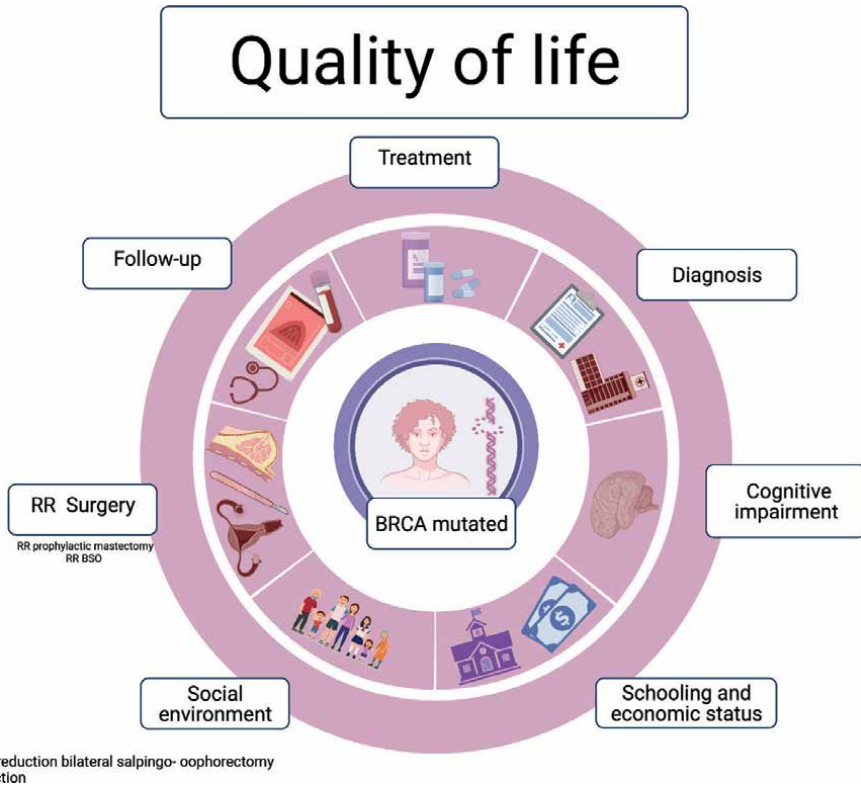 Quality of life
Treatment
Follow-up
Diagnosis
RR Surgery
RR prophylactic mastectomy
RR BSO
BRCA mutated
Cognitive
impairment
Social
environment
Schooling and
economic status
reduction bilateral salpingo- oophorectomy